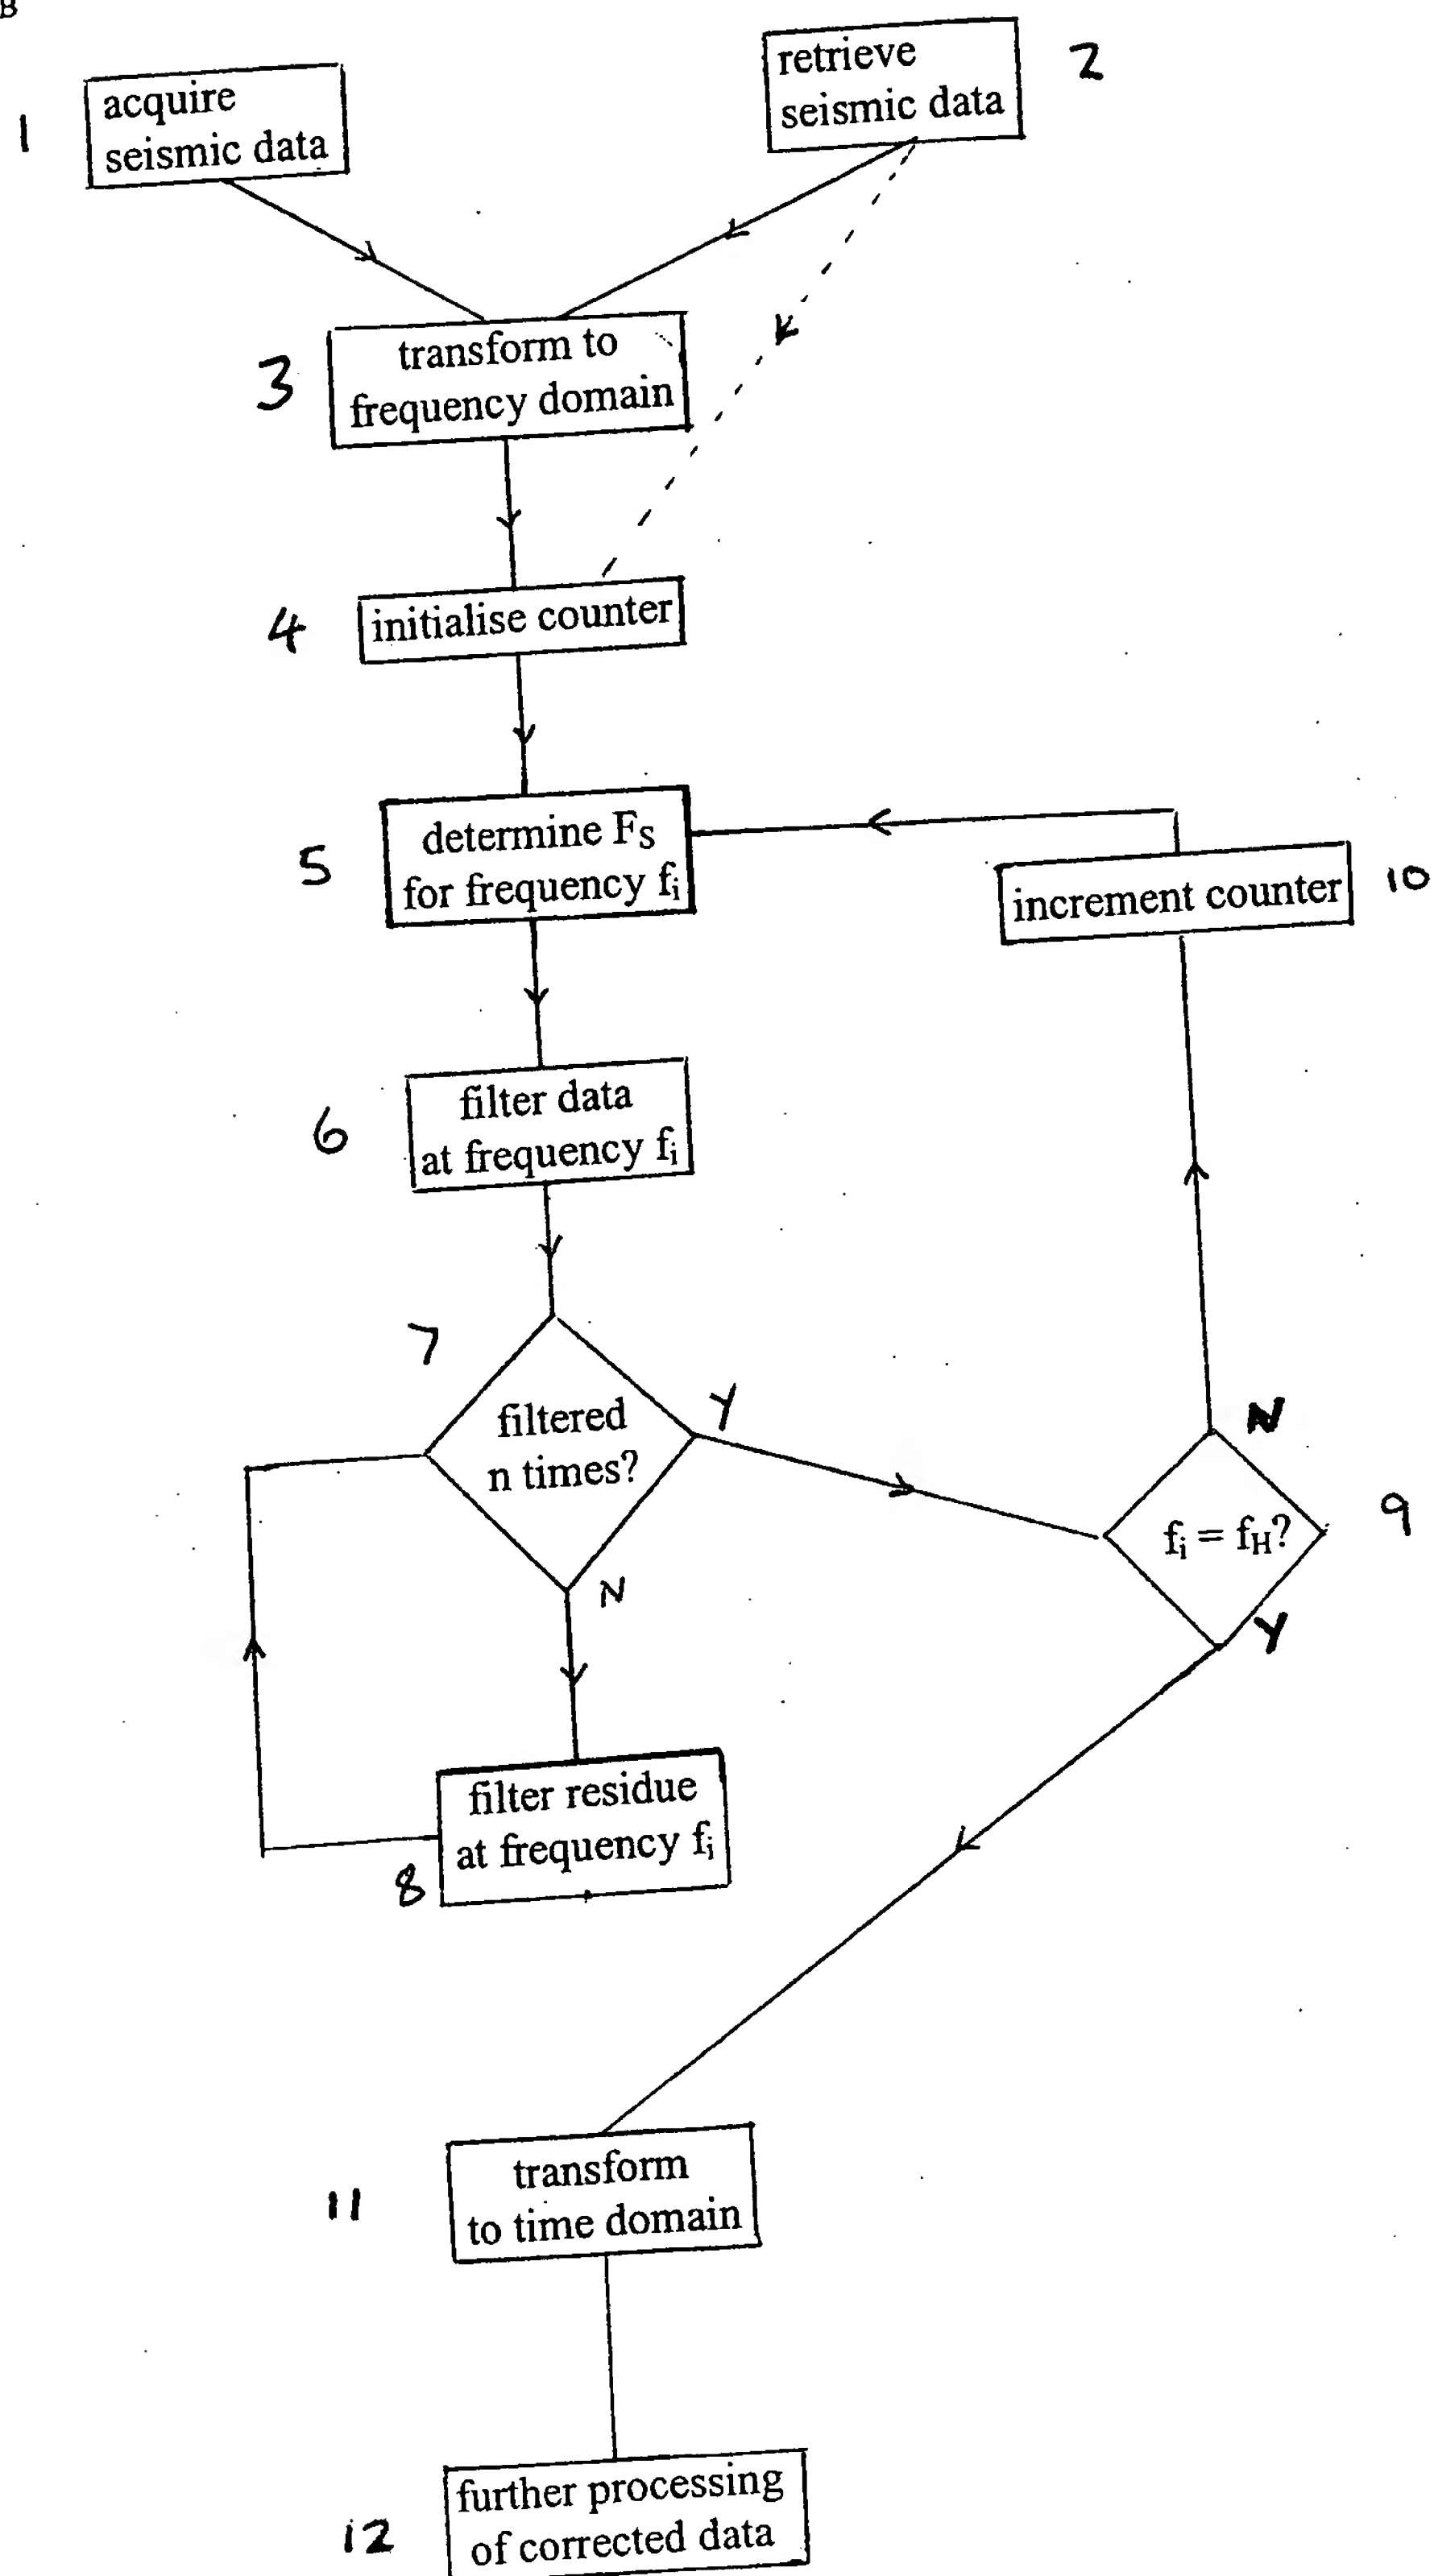 B
1
acquire
seismic data
retrieve
seismic data
2
3
transform to
frequency domain
4
initialise counter
5
determine FS
for frequency fi
increment counter
10
6
filter data
at frequency fi
7
filtered
n times?
Y
N
N
fi = fH?
9
Y
filter residue
at frequency fi
8
11
transform
to time domain
12
further processing
of corrected data